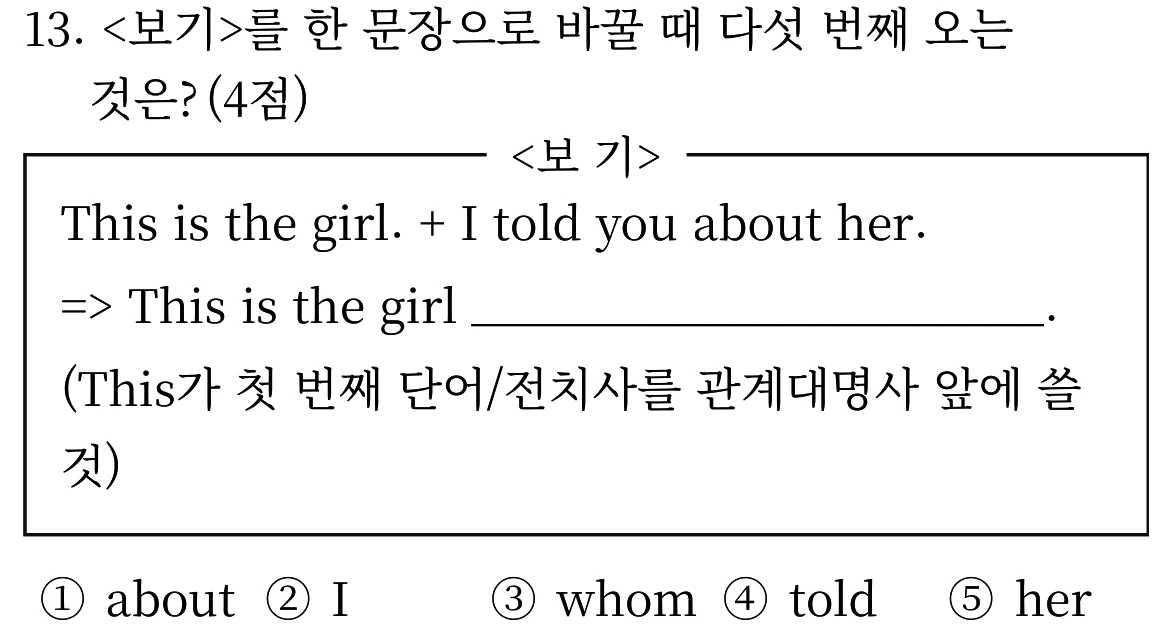 13. <보기>를 한 문장으로 바꿀 때 다섯 번째 오는
것은? (4점)
<보 기>
This is the girl. + I told you about her.
=> This is the girl ______________________.
(This가 첫 번째 단어/전치사를 관계대명사 앞에 쓸
것)
① about ② I ③ whom ④ told ⑤ her